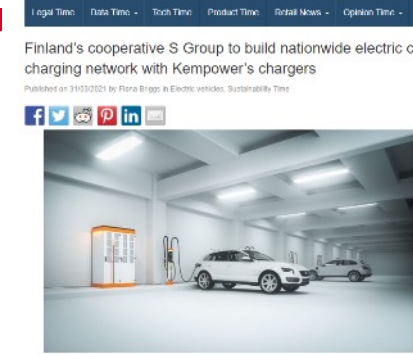 Legal Time Data Time Tech Time Product Time Retail News Opinion Time
Finland's cooperative S Group to build nationwide electric c
charging network with Kempower's chargers
Published on 31/03/2021 by Fiona Briggs in Electric vehicles, Sustainability Time